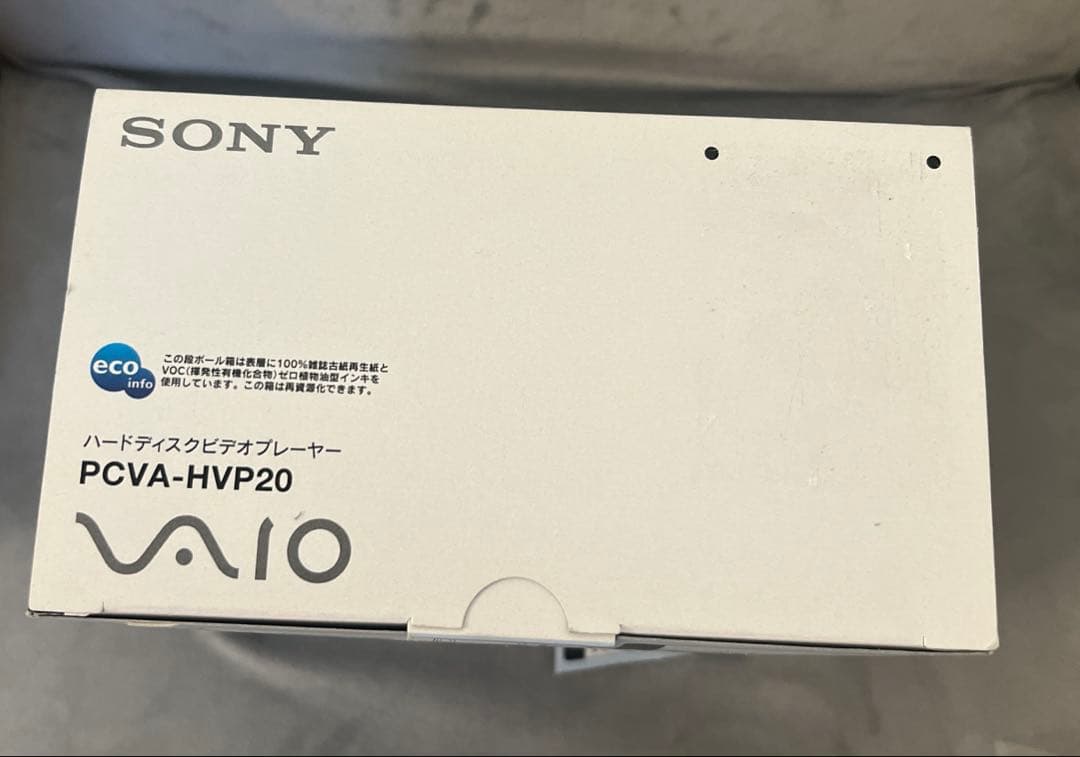 SONY
eco
info
この段ボール箱は表層に100%雑誌古紙再生紙と
VOC(揮発性有機化合物)ゼロ植物油型インキを
使用しています。この箱は再資源化できます。
ハードディスクビデオプレーヤー
PCVA-HVP20
VAIO